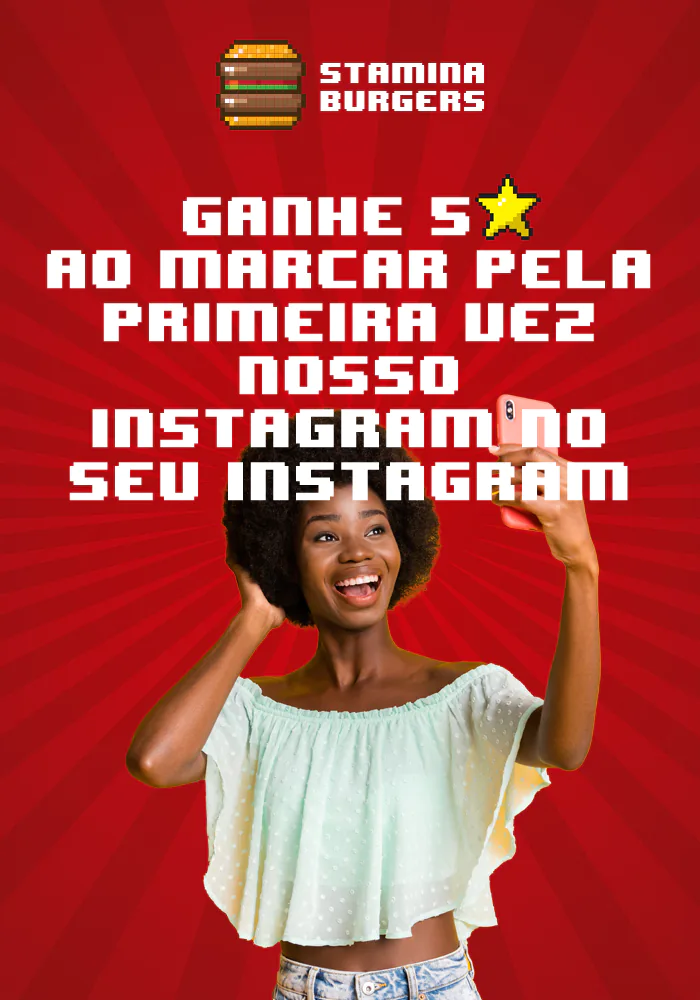 STAMINA
BURGERS
GANHE 5
AO MARCAR PELA
PRIMEIRA VEZ
NOSSO
INSTAGRAM NO
SEU INSTAGRAM